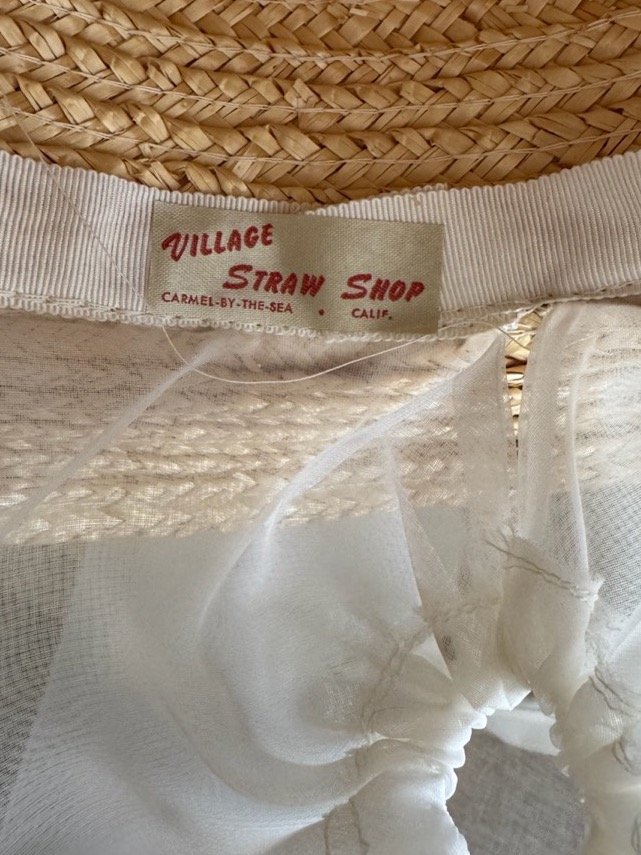 VILLAGE
STRAW SHOP
CARMEL-BY-THE-SEA . CALIF.